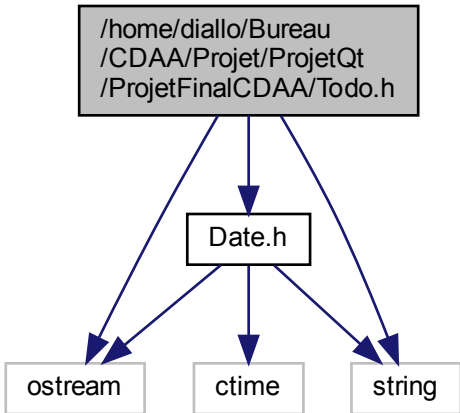 /home/diallo/Bureau
/CDAA/Projet/ProjetQt
/ProjetFinalCDAA/Todo.h
Date.h
ostream
ctime
string